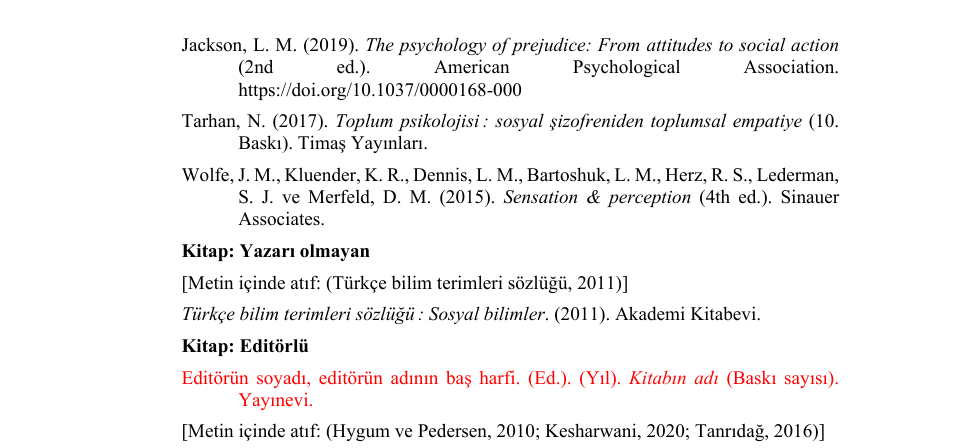 Jackson, L. M. (2019). The psychology of prejudice: From attitudes to social action
(2nd ed.). American Psychological Association.
https://doi.org/10.1037/0000168-000
Tarhan, N. (2017). Toplum psikolojisi : sosyal şizofreniden toplumsal empatiye (10.
Baskı). Timaş Yayınları.
Wolfe, J. M., Kluender, K. R., Dennis, L. M., Bartoshuk, L. M., Herz, R. S., Lederman,
S. J. ve Merfeld, D. M. (2015). Sensation & perception (4th ed.). Sinauer
Associates.
Kitap: Yazarı olmayan
[Metin içinde atıf: (Türkçe bilim terimleri sözlüğü, 2011)]
Türkçe bilim terimleri sözlüğü : Sosyal bilimler. (2011). Akademi Kitabevi.
Kitap: Editörlü
Editörün soyadı, editörün adının baş harfi. (Ed.). (Yıl). Kitabın adı (Baskı sayısı).
Yayınevi.
[Metin içinde atıf: (Hygum ve Pedersen, 2010; Kesharwani, 2020; Tanrıdağ, 2016)]